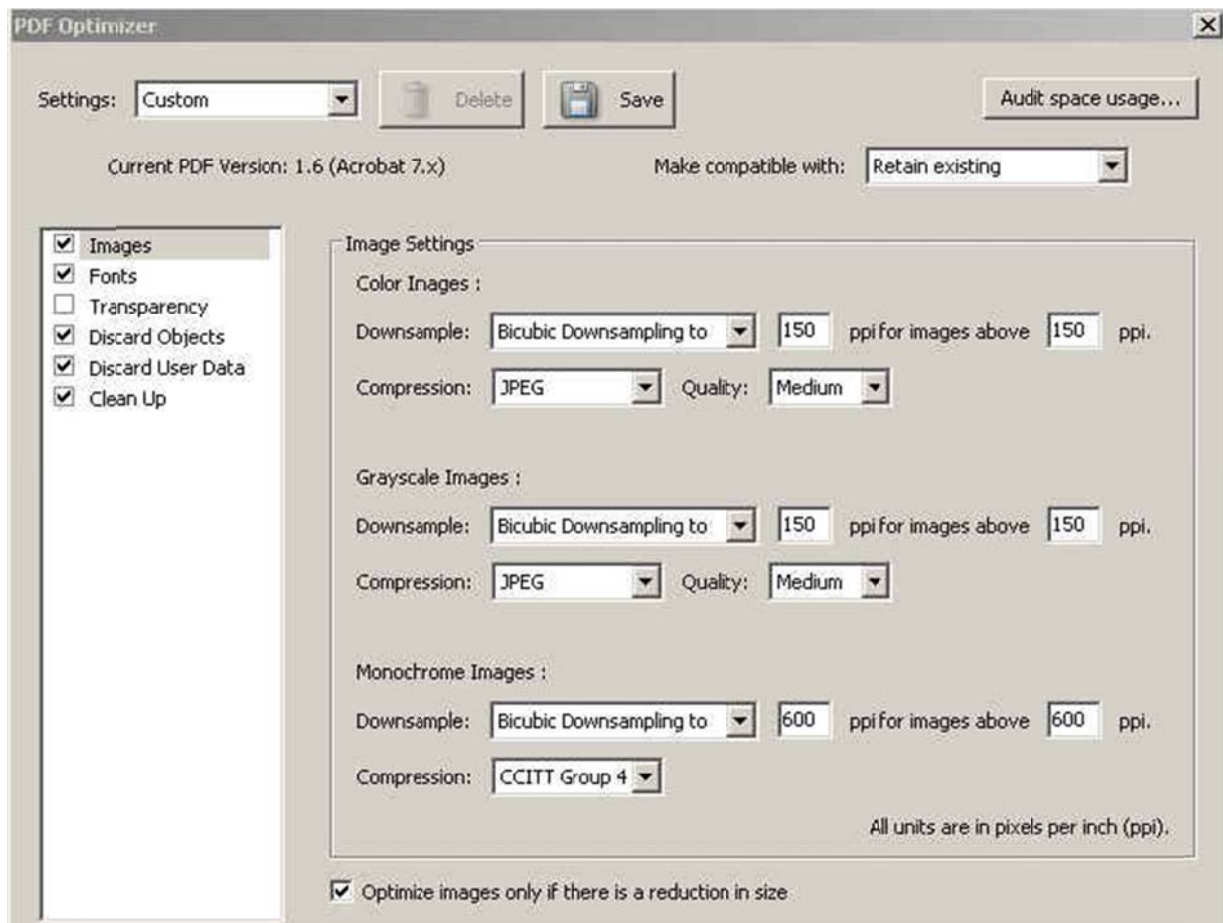 PDF Optimizer
Settings: Custom Delete Save Audit space usage...
Current PDF Version: 1.6 (Acrobat 7.x) Make compatible with: Retain existing
Images
Fonts
Transparency
Discard Objects
Discard User Data
Clean Up
Image Settings
Color Images :
Downsample: Bicubic Downsampling to 150 ppi for images above 150 ppi.
Compression: JPEG Quality: Medium
Grayscale Images :
Downsample: Bicubic Downsampling to 150 ppi for images above 150 ppi.
Compression: JPEG Quality: Medium
Monochrome Images :
Downsample: Bicubic Downsampling to 600 ppi for images above 600 ppi.
Compression: CCITT Group 4
All units are in pixels per inch (ppi).
Optimize images only if there is a reduction in size